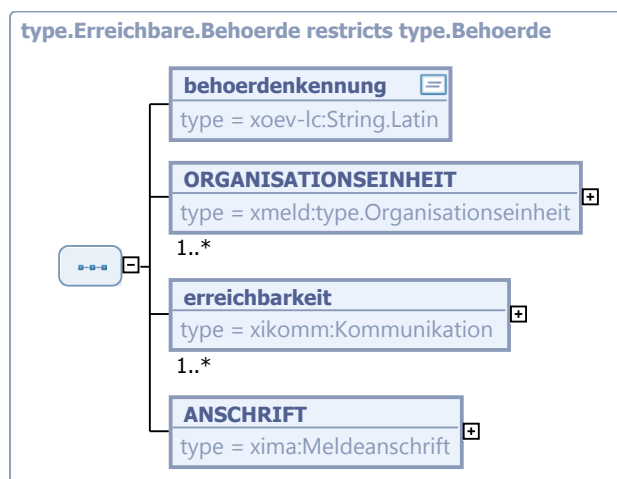 type.Erreichbare.Behoerde restricts type.Behoerde
behoerdenkennung
type = xoev-lc:String.Latin
ORGANISATIONSEINHEIT
type = xmeld:type.Organisationseinheit
1..*
erreichbarkeit
type = xikomm:Kommunikation
1..*
ANSCHRIFT
type = xima:Meldeanschrift